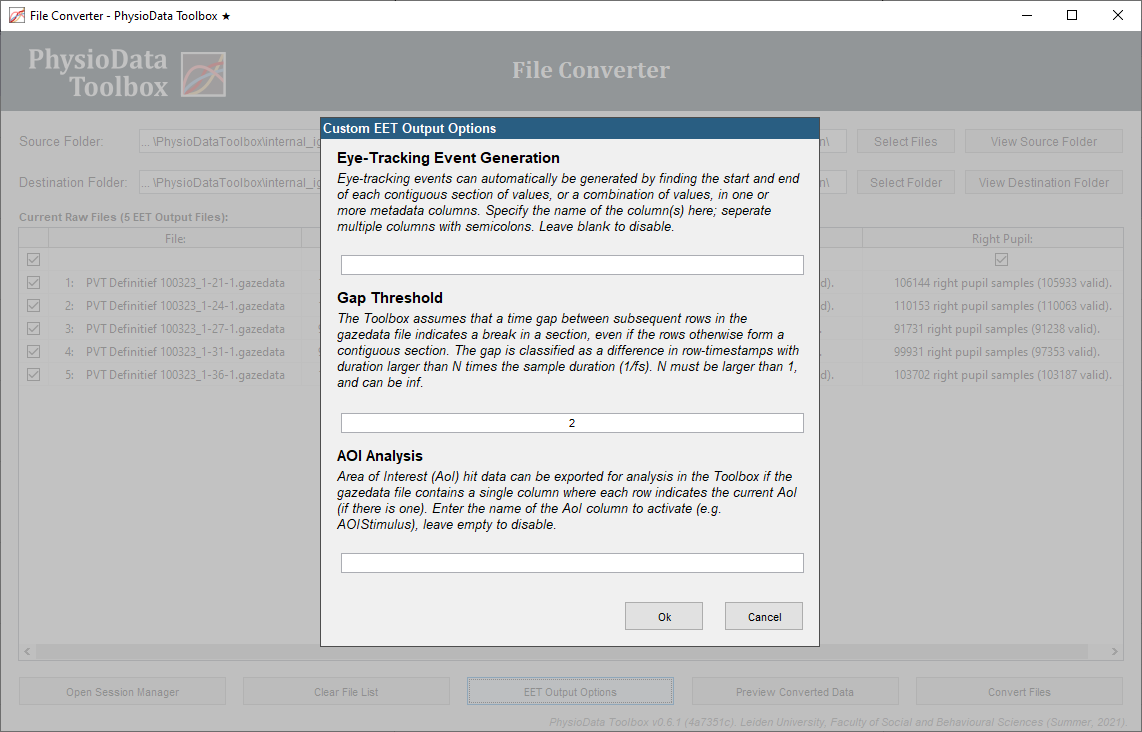 File Converter - PhysioData Toolbox ★
PhysioData
Toolbox
File Converter
Source Folder:
... \PhysioDataToolbox\internal_ig
n\
Select Files
View Source Folder
Destination Folder:
... \PhysioDataToolbox\internal_ig
n\
Select Folder
View Destination Folder
Current Raw Files (5 EET Output Files):
File:
Right Pupil:
1: PVT Definitief 100323_1-21-1.gazedata
d).
106144 right pupil samples (105933 valid).
2: PVT Definitief 100323_1-24-1.gazedata
d).
110153 right pupil samples (110063 valid).
3: PVT Definitief 100323_1-27-1.gazedata
.
91731 right pupil samples (91238 valid).
4: PVT Definitief 100323_1-31-1.gazedata
.
99931 right pupil samples (97353 valid).
5: PVT Definitief 100323_1-36-1.gazedata
d).
103702 right pupil samples (103187 valid).
Custom EET Output Options
Eye-Tracking Event Generation
Eye-tracking events can automatically be generated by finding the start and end
of each contiguous section of values, or a combination of values, in one or
more metadata columns. Specify the name of the column(s) here; seperate
multiple columns with semicolons. Leave blank to disable.
Gap Threshold
The Toolbox assumes that a time gap between subsequent rows in the
gazedata file indicates a break in a section, even if the rows otherwise form a
contiguous section. The gap is classified as a difference in row-timestamps with
duration larger than N times the sample duration (1/fs). N must be larger than 1,
and can be inf.
2
AOI Analysis
Area of Interest (AoI) hit data can be exported for analysis in the Toolbox if the
gazedata file contains a single column where each row indicates the current AoI
(if there is one). Enter the name of the AoI column to activate (e.g.
AOIStimulus), leave empty to disable.
Ok
Cancel
Open Session Manager
Clear File List
EET Output Options
Preview Converted Data
Convert Files
PhysioData Toolbox v0.6.1 (4a7351c). Leiden University, Faculty of Social and Behavioural Sciences (Summer, 2021).